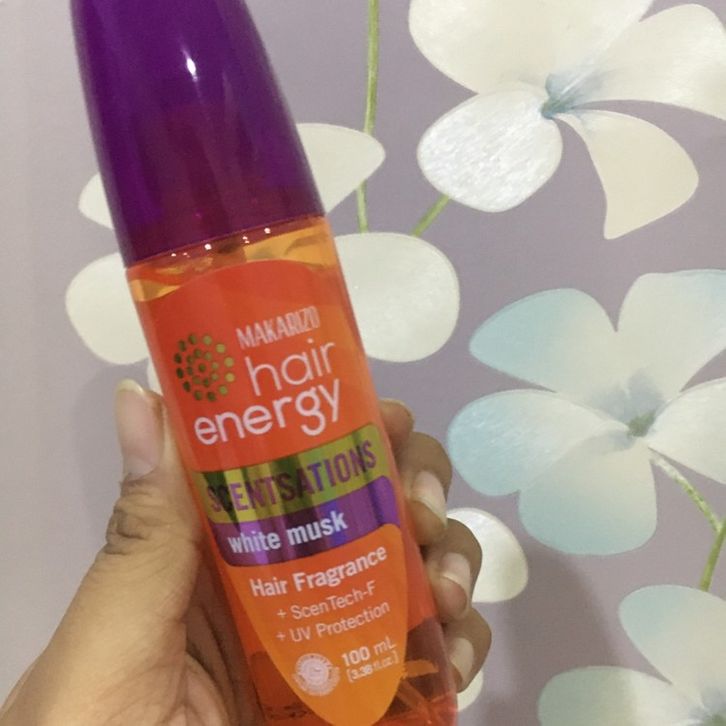 MAKARIZO
hair
energy
SCENTSATIONS
white musk
Hair Fragrance
+ ScenTech-F
+ UV Protection
100 mL
[3.38 fl.oz.]